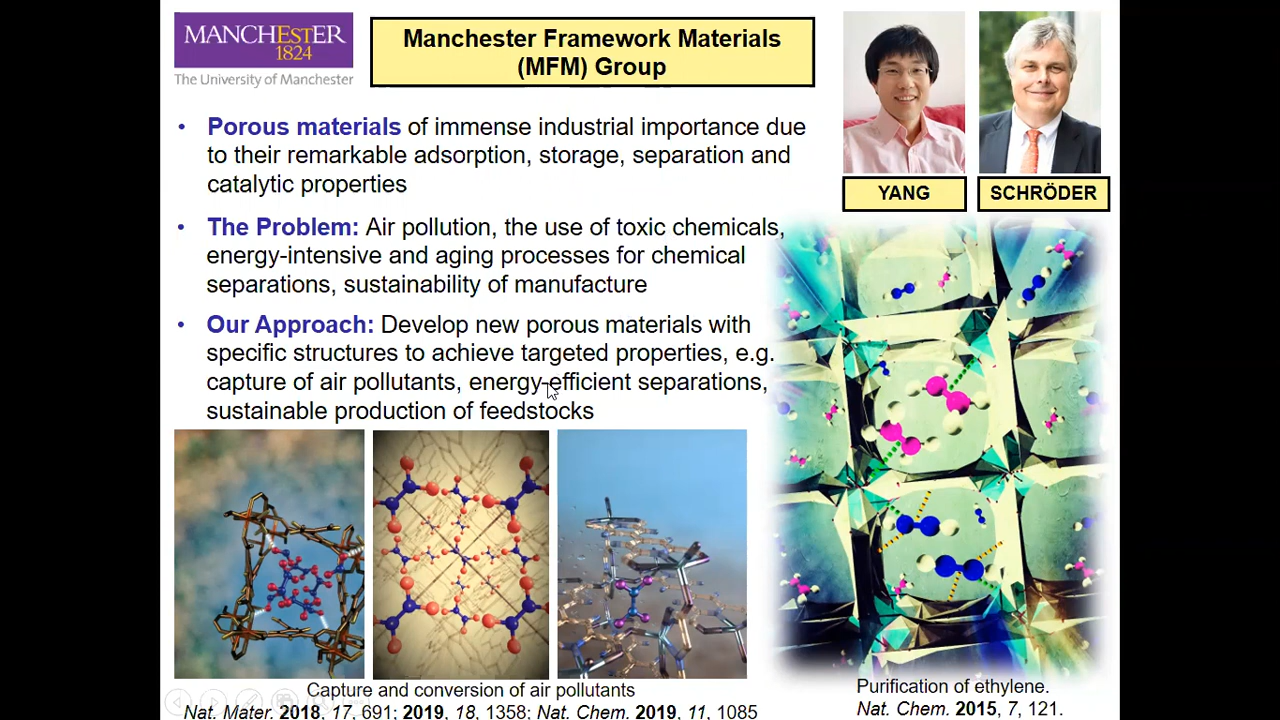 MANCHESTER
1824
The University of Manchester
Manchester Framework Materials
(MFM) Group
YANG
SCHRÖDER
• Porous materials of immense industrial importance due
to their remarkable adsorption, storage, separation and
catalytic properties
• The Problem: Air pollution, the use of toxic chemicals,
energy-intensive and aging processes for chemical
separations, sustainability of manufacture
• Our Approach: Develop new porous materials with
specific structures to achieve targeted properties, e.g.
capture of air pollutants, energy-efficient separations,
sustainable production of feedstocks
Capture and conversion of air pollutants
Nat. Mater. 2018, 17, 691; 2019, 18, 1358; Nat. Chem. 2019, 11, 1085
Purification of ethylene.
Nat. Chem. 2015, 7, 121.